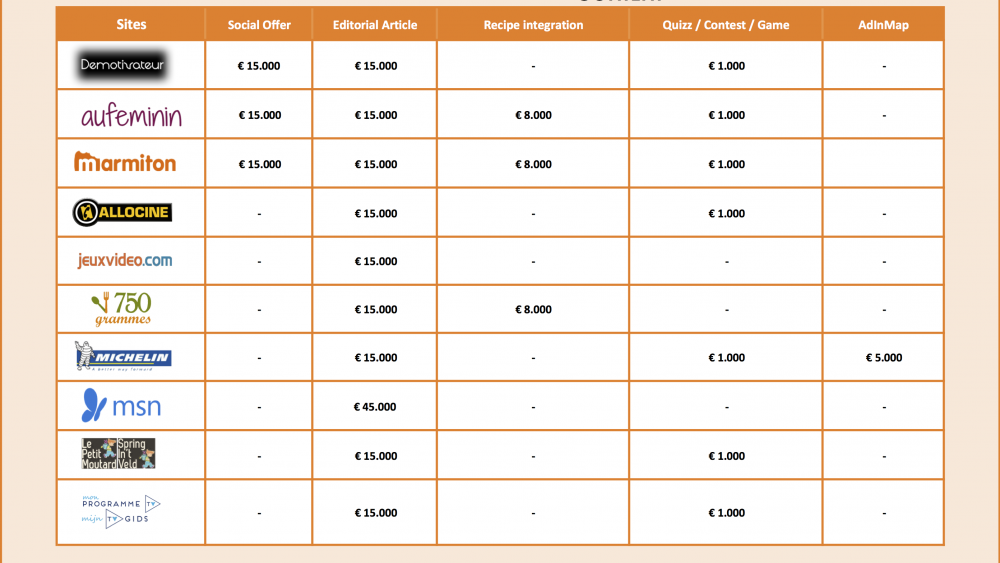 Sites Social Offer Editorial Article Recipe integration Quizz / Contest / Game AdInMap
Demotivateur € 15.000 € 15.000 - € 1.000 -
aufeminin € 15.000 € 15.000 € 8.000 € 1.000 -
marmiton € 15.000 € 15.000 € 8.000 € 1.000
ALLOCINE - € 15.000 - € 1.000 -
jeuxvideo.com - € 15.000 - - -
750 - € 15.000 € 8.000 - -
grammes
MICHELIN - € 15.000 - € 1.000 € 5.000
A better way forward
msn - € 45.000 - - -
Le Spring
Petit In't - € 15.000 - € 1.000 -
Moutard Veld
mon
PROGRAMME TV
mijn TV GIDS - € 15.000 - € 1.000 -